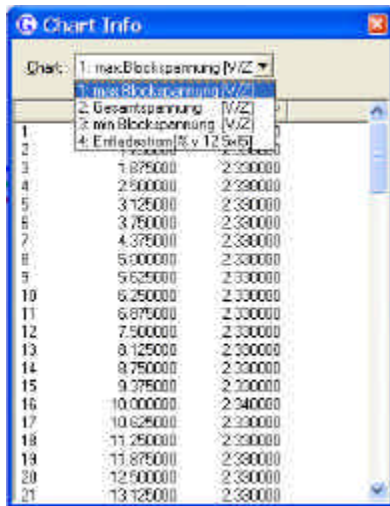 Chart Info
Chart: 1: max.Blockspannung [V/Z]
1: max.Blockspannung [V/Z]
2: Gesamtspannung [V/Z]
3: min.Blockspannung [V/Z]
1
2
3 1.875000 2.330000
4 2.500000 2.330000
5 3.125000 2.330000
6 3.750000 2.330000
7 4.375000 2.330000
8 5.000000 2.330000
9 5.625000 2.330000
10 6.250000 2.330000
11 6.875000 2.330000
12 7.500000 2.330000
13 8.125000 2.330000
14 8.750000 2.330000
15 9.375000 2.330000
16 10.000000 2.340000
17 10.625000 2.330000
18 11.250000 2.330000
19 11.875000 2.330000
20 12.500000 2.330000
21 13.125000 2.330000